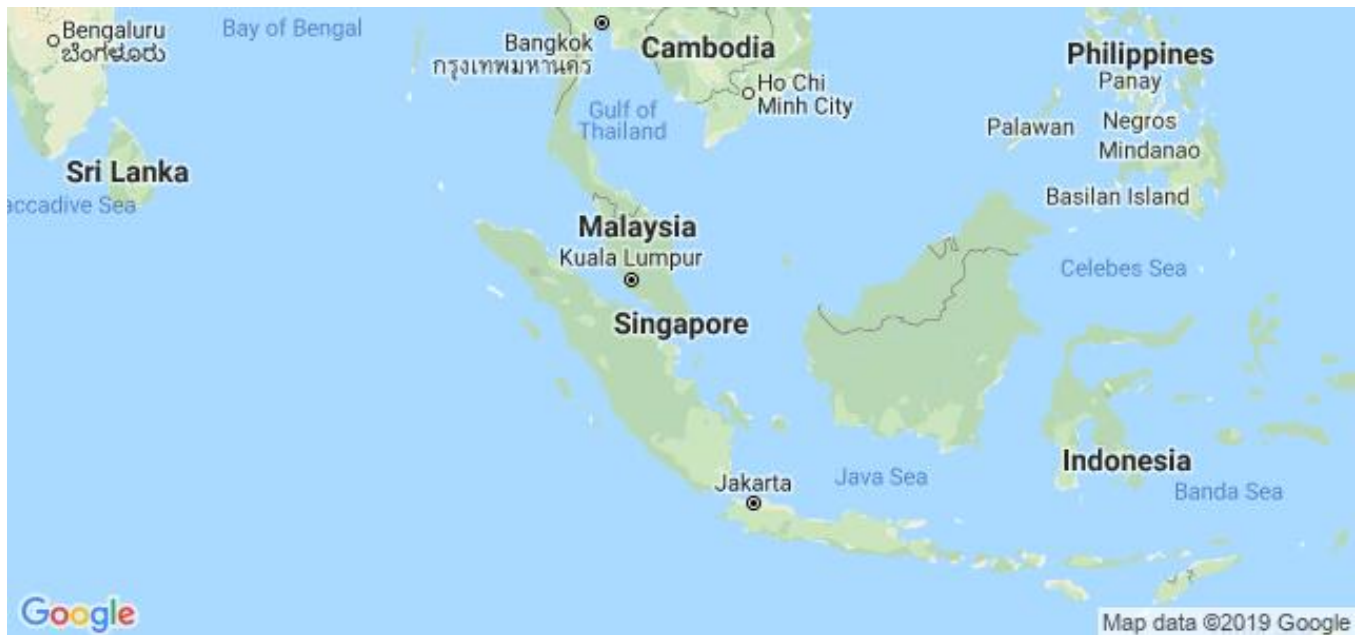 Bengaluru
ಬೆಂಗಳೂರು
Bay of Bengal
Bangkok
กรุงเทพมหานคร
Cambodia
Ho Chi
Minh City
Gulf of
Thailand
Philippines
Panay
Palawan
Negros
Mindanao
Basilan Island
Sri Lanka
accadive Sea
Malaysia
Kuala Lumpur
Celebes Sea
Singapore
Indonesia
Java Sea
Jakarta
Banda Sea
Google
Map data ©2019 Google